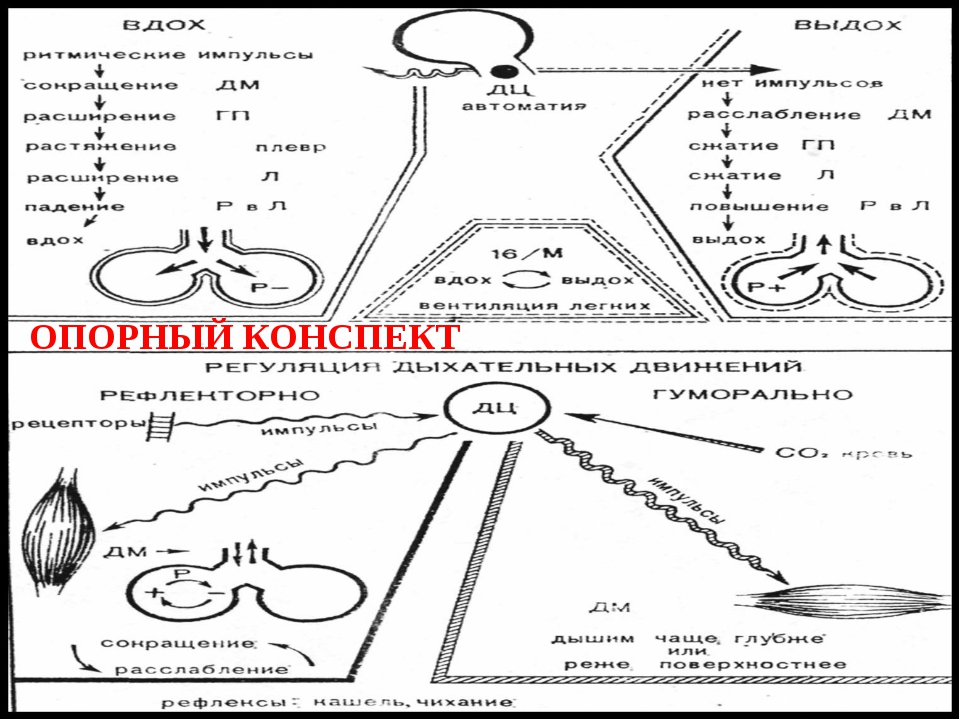 ВДОХ
ритмические импульсы
сокращение ДМ
расширение ГП
растяжение плевр
расширение Л
падение Р в Л
вдох
Р−
ДЦ
автоматия
16/М
вдох выдох
вентиляция легких
ВЫДОХ
нет импульсов
расслабление ДМ
сжатие ГП
сжатие Л
повышение Р в Л
выдох
Р+
ОПОРНЫЙ КОНСПЕКТ
РЕГУЛЯЦИЯ ДЫХАТЕЛЬНЫХ ДВИЖЕНИЙ
РЕФЛЕКТОРНО
рецепторы
импульсы
ДЦ
импульсы
ДМ
Р
+ −
сокращение
расслабление
рефлексы: кашель, чихание
ГУМОРАЛЬНО
СО₂ кровь
импульсы
ДМ
дышим чаще, глубже
или
реже поверхностнее